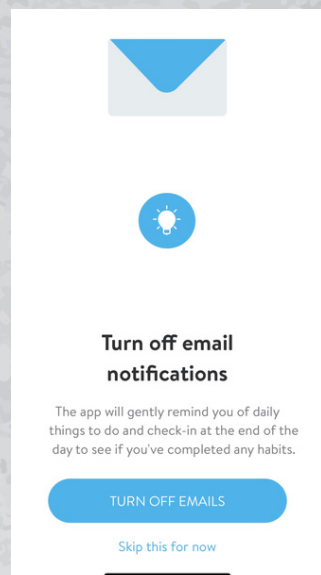 Turn off email
notifications
The app will gently remind you of daily
things to do and check-in at the end of the
day to see if you've completed any habits.
TURN OFF EMAILS
Skip this for now